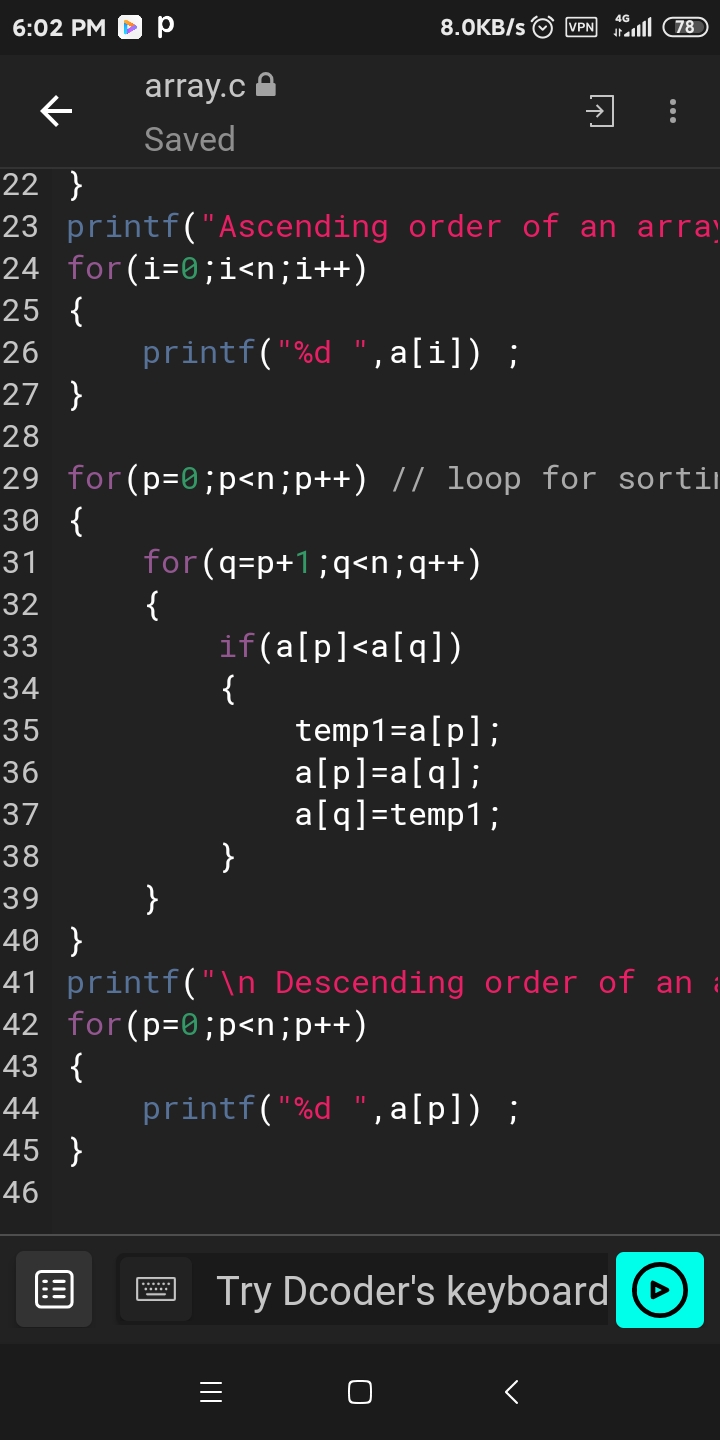 6:02 PM p 8.0KB/s VPN 4G 78
array.c
Saved
22 }
23 printf("Ascending order of an array
24 for(i=0;i<n;i++)
25 {
26     printf("%d ",a[i]) ;
27 }
28
29 for(p=0;p<n;p++) // loop for
30 {
31     for(q=p+1;q<n;q++)
32     {
33         if(a[p]<a[q])
34         {
35             temp1=a[p];
36             a[p]=a[q];
37             a[q]=temp1;
38         }
39     }
40 }
41 printf("\n Descending order of an
42 for(p=0;p<n;p++)
43 {
44     printf("%d ",a[p]) ;
45 }
46
Try Dcoder's keyboard